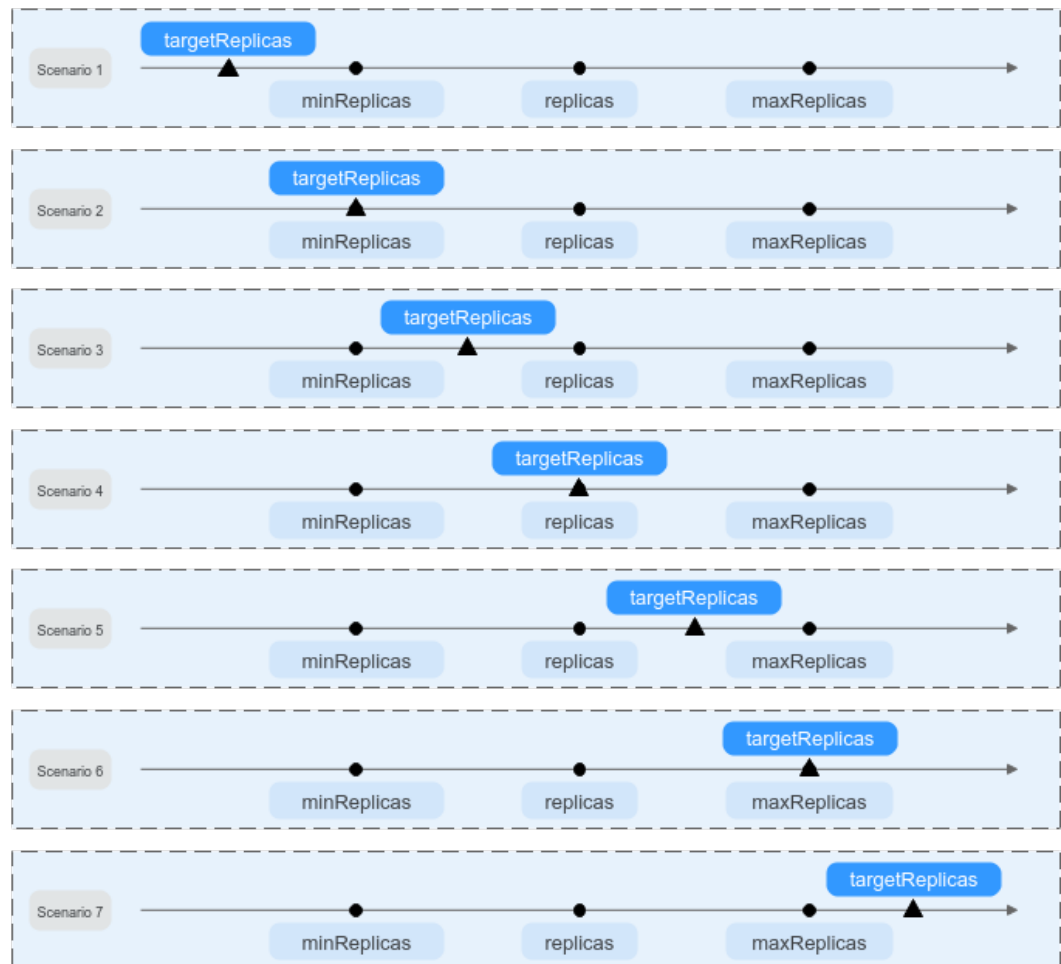 targetReplicas
Scenario 1
minReplicas replicas maxReplicas
targetReplicas
Scenario 2
minReplicas replicas maxReplicas
targetReplicas
Scenario 3
minReplicas replicas maxReplicas
targetReplicas
Scenario 4
minReplicas replicas maxReplicas
targetReplicas
Scenario 5
minReplicas replicas maxReplicas
targetReplicas
Scenario 6
minReplicas replicas maxReplicas
targetReplicas
Scenario 7
minReplicas replicas maxReplicas